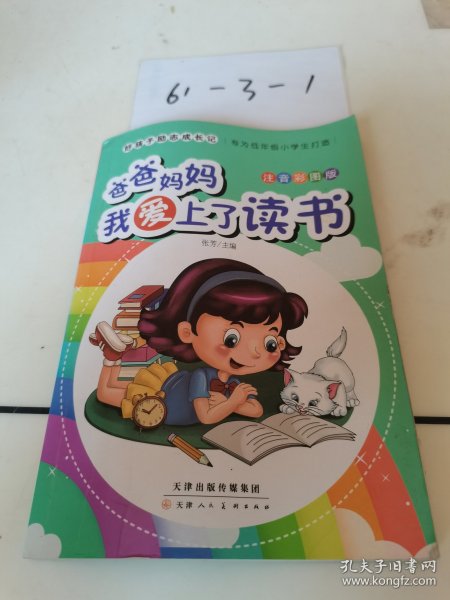 61-3-1
好孩子励志成长记 专为低年级小学生打造
注音彩图版
爸爸妈妈
我爱上了读书
张芳/主编
天津出版传媒集团
天津人民美术出版社
孔夫子旧书网
www.kongfz.com